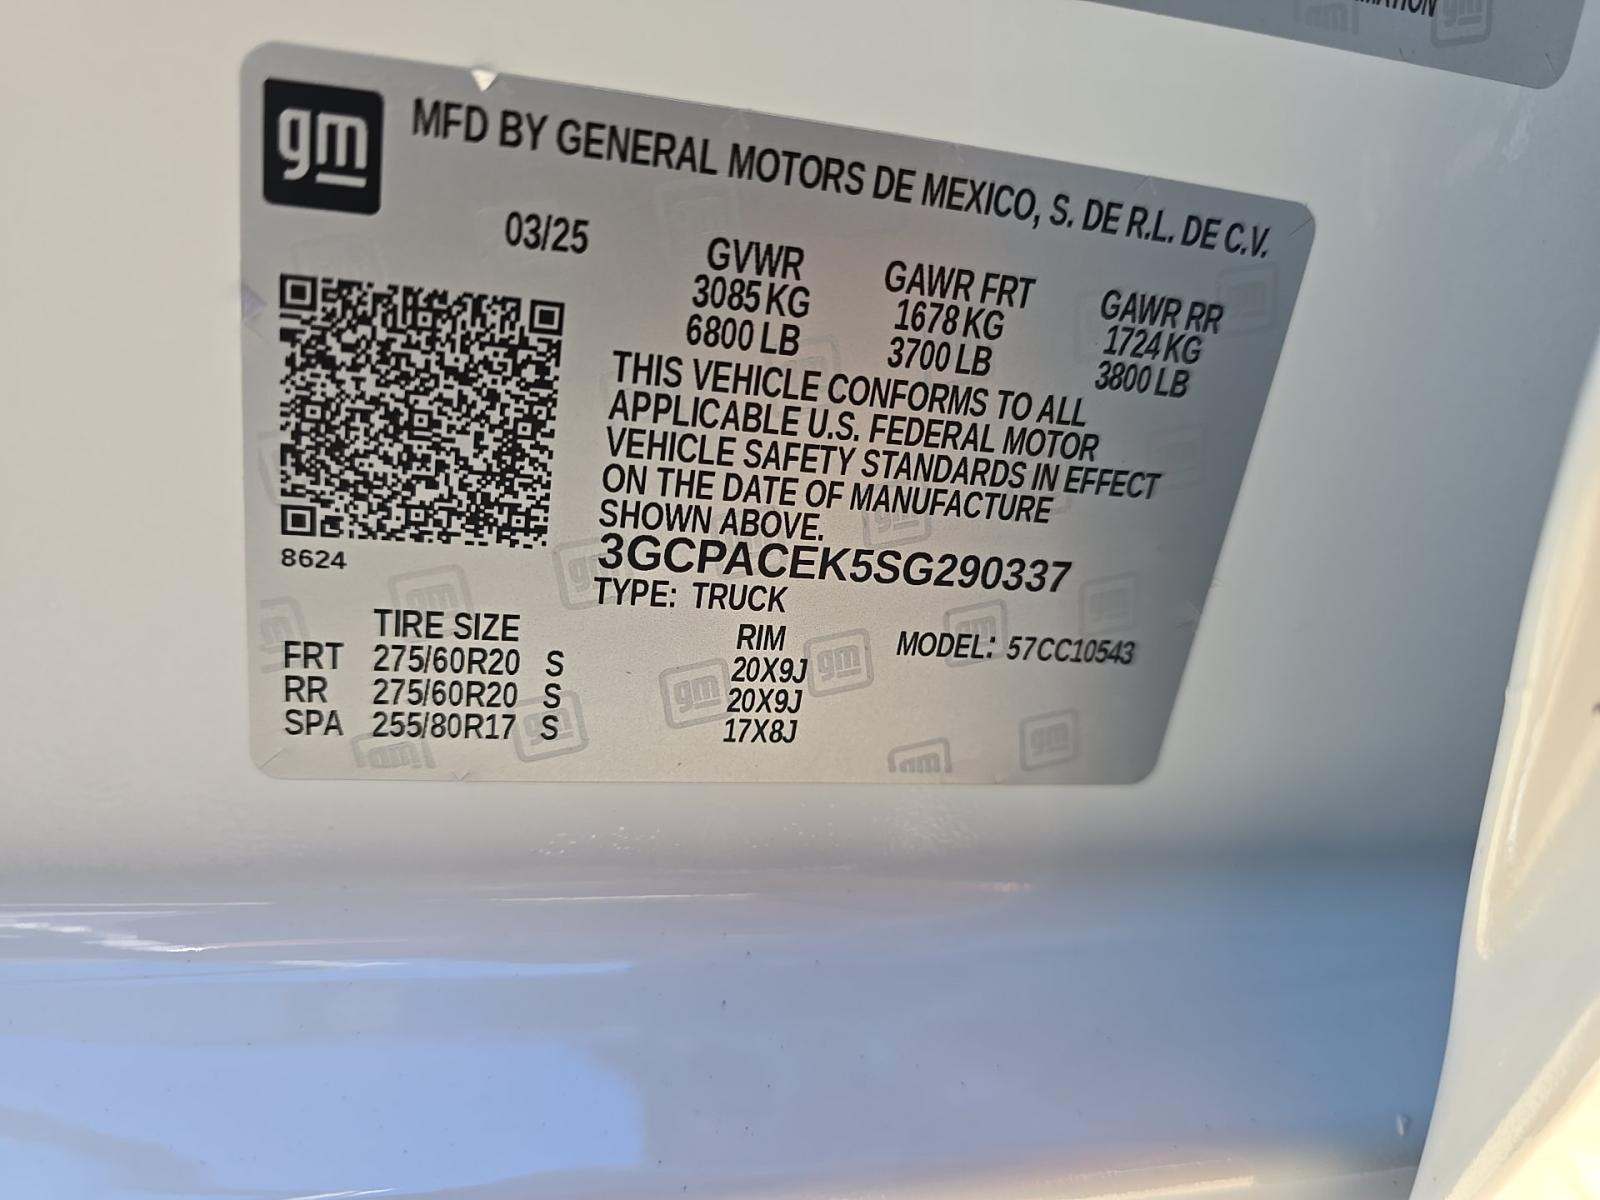 gm
MFD BY GENERAL MOTORS DE MEXICO, S. DE R.L. DE C.V.
03/25
GVWR
3085 KG
6800 LB
GAWR FRT
1678 KG
3700 LB
GAWR RR
1724 KG
3800 LB
THIS VEHICLE CONFORMS TO ALL
APPLICABLE U.S. FEDERAL MOTOR
VEHICLE SAFETY STANDARDS IN EFFECT
ON THE DATE OF MANUFACTURE
SHOWN ABOVE.
8624
3GCPACEK5SG290337
TYPE: TRUCK
MODEL: 57CC10543
TIRE SIZE RIM
FRT 275/60R20 S 20X9J
RR 275/60R20 S 20X9J
SPA 255/80R17 S 17X8J